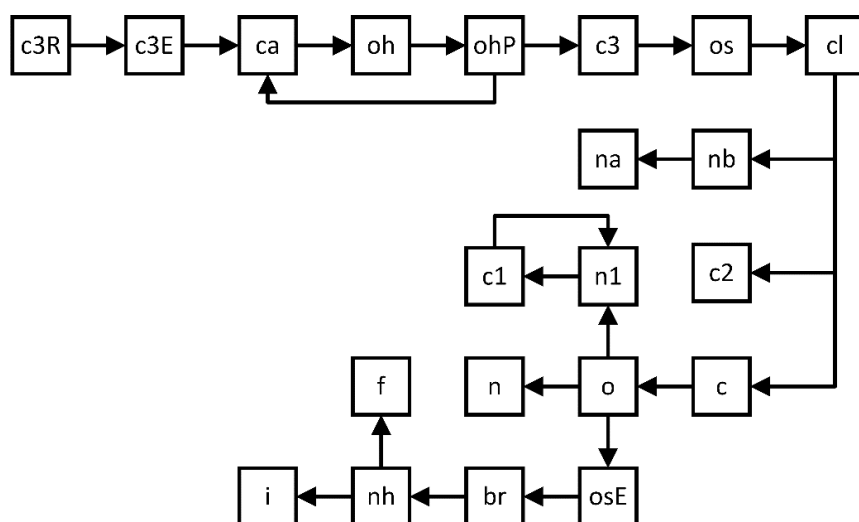 c3R c3E ca oh ohP c3 os cl
na nb
c1 n1 c2
f n o c
i nh br osE